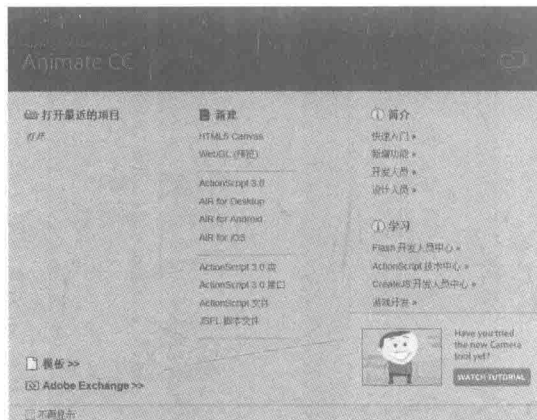 Animate CC
打开最近的项目
打开
模板 >>
Adobe Exchange >>
不再显示
新建
HTML5 Canvas
WebGL (预览)
ActionScript 3.0
AIR for Desktop
AIR for Android
AIR for iOS
ActionScript 3.0 类
ActionScript 3.0 接口
ActionScript 文件
JSFL 脚本文件
简介
快速入门 »
新增功能 »
开发人员 »
设计人员 »
学习
Flash 开发人员中心 »
ActionScript 技术中心 »
CreateJS 开发人员中心 »
游戏开发 »
Have you tried
the new Camera
tool yet?
WATCH TUTORIAL